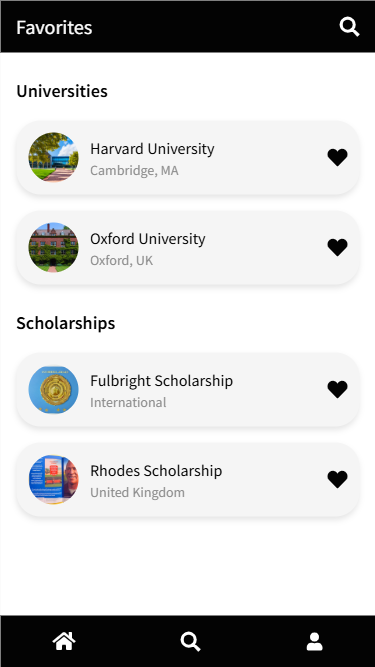 Favorites
Universities
Harvard University
Cambridge, MA
Oxford University
Oxford, UK
Scholarships
Fulbright Scholarship
International
Rhodes Scholarship
United Kingdom